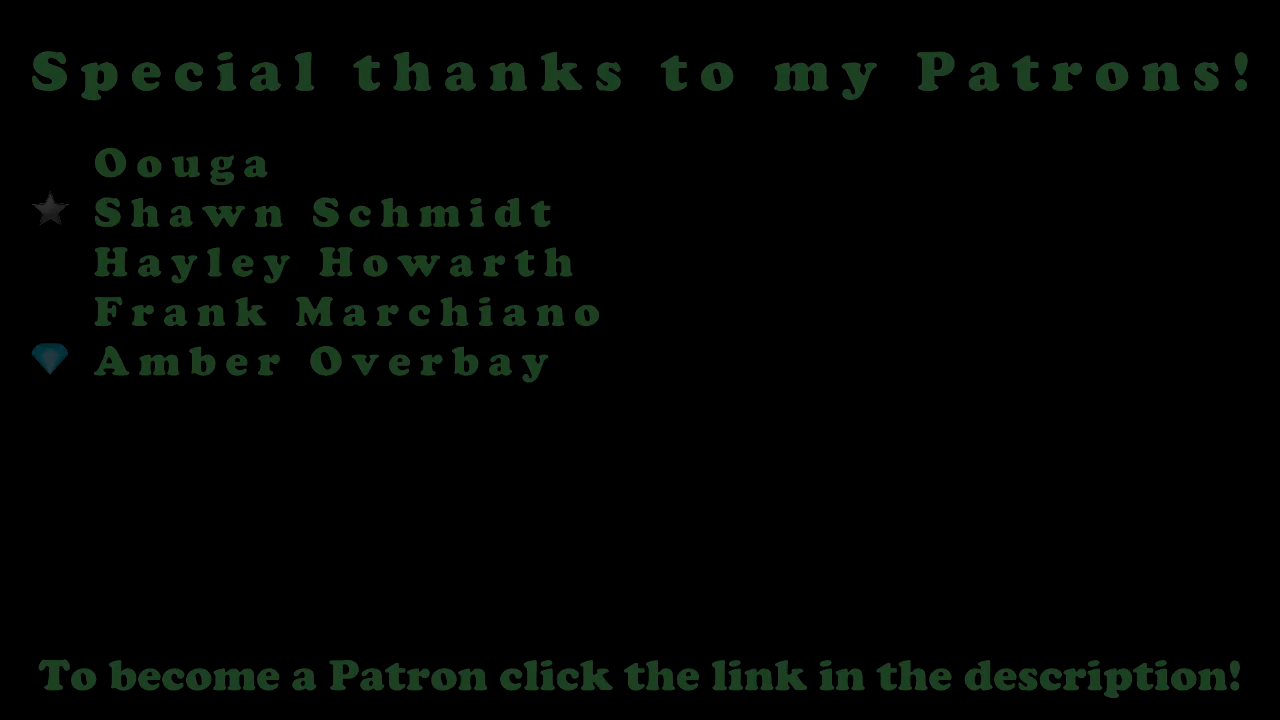 Special thanks to my Patrons!
Oouga
Shawn Schmidt
Hayley Howarth
Frank Marchiano
Amber Overbay
To become a Patron click the link in the description!